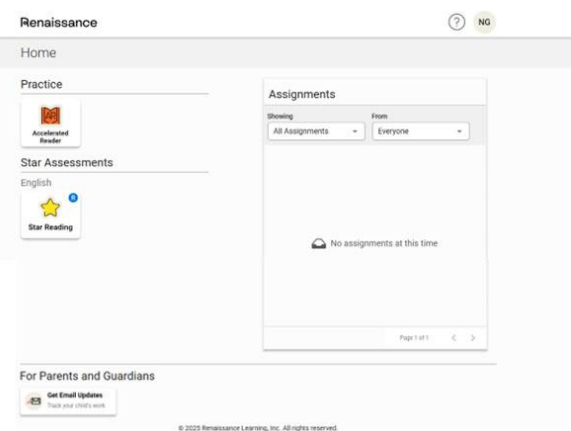 Renaissance
? NG
Home
Practice
Accelerated
Reader
Star Assessments
English
R
Star Reading
Assignments
Showing From
All Assignments Everyone
No assignments at this time
Page 1 of 1
For Parents and Guardians
Get Email Updates
Track your child's work
© 2025 Renaissance Learning, Inc. All rights reserved.